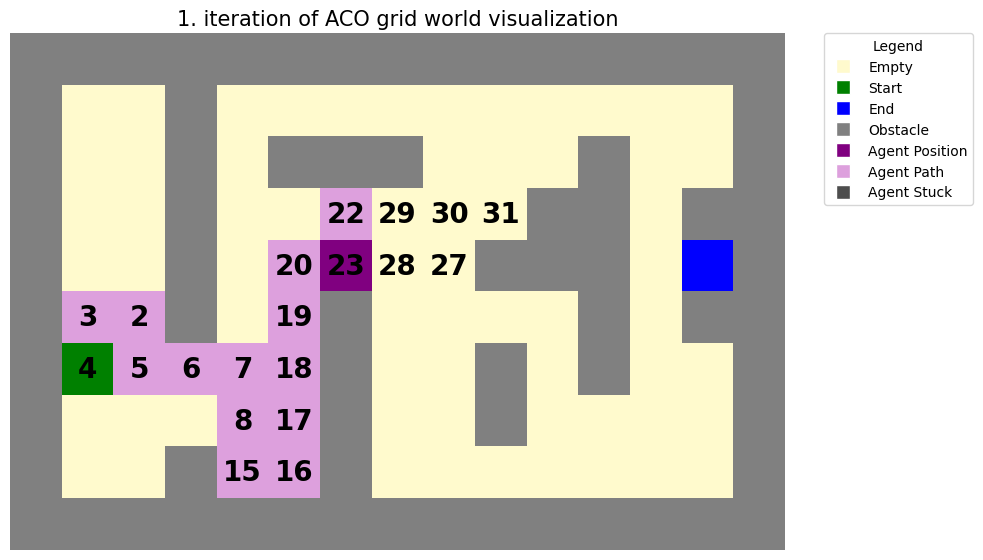 1. iteration of ACO grid world visualization
Legend
Empty
Start
End
Obstacle
Agent Position
Agent Path
Agent Stuck
22 29 30 31
20 23 28 27
3 2 19
4 5 6 7 18
8 17
15 16